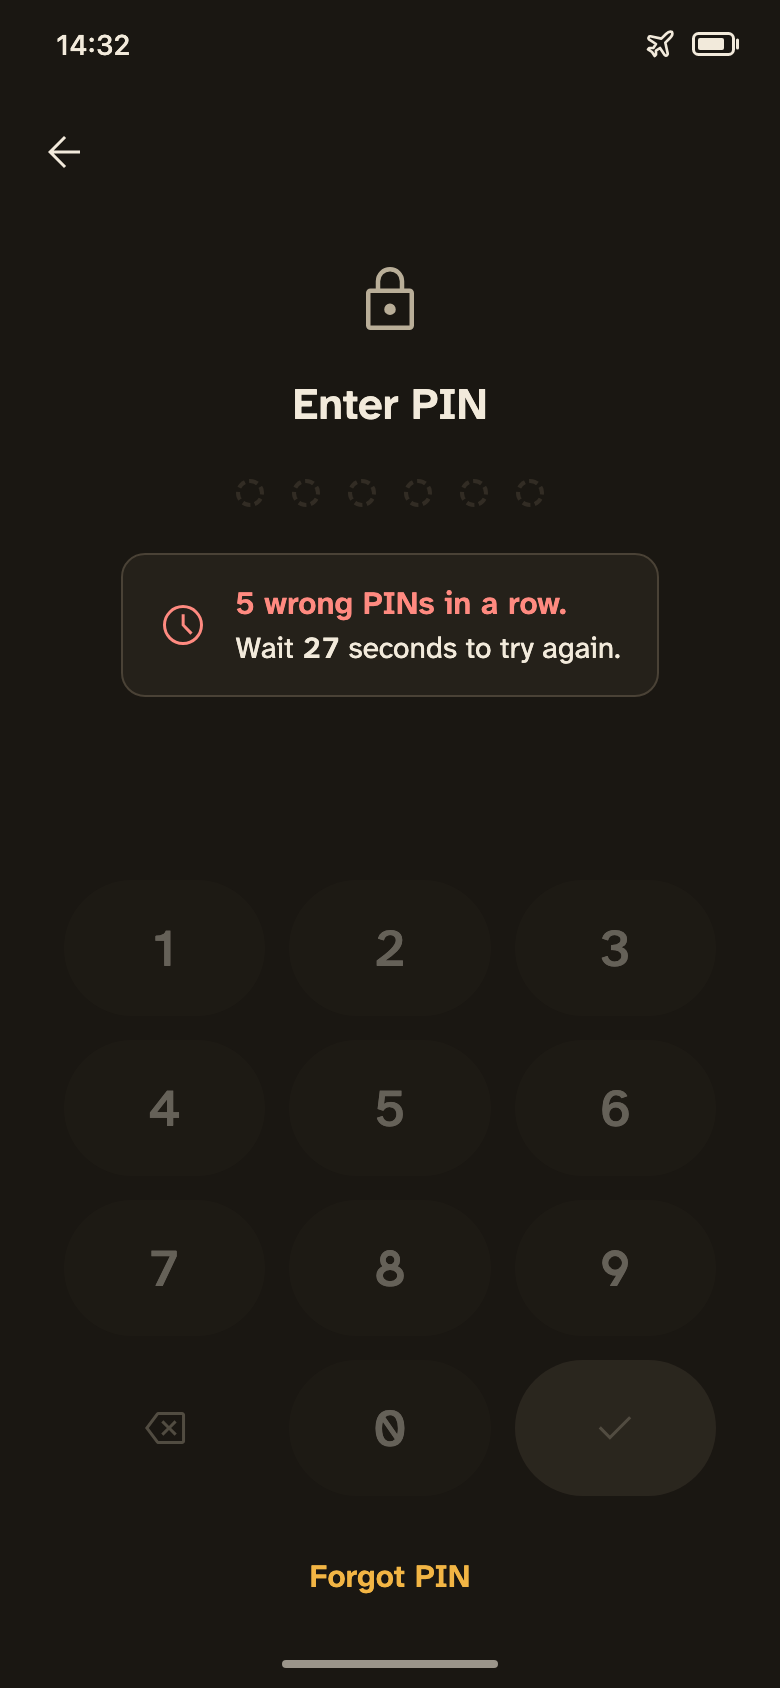 14:32
Enter PIN
5 wrong PINs in a row.
Wait 27 seconds to try again.
1 2 3
4 5 6
7 8 9
0
Forgot PIN